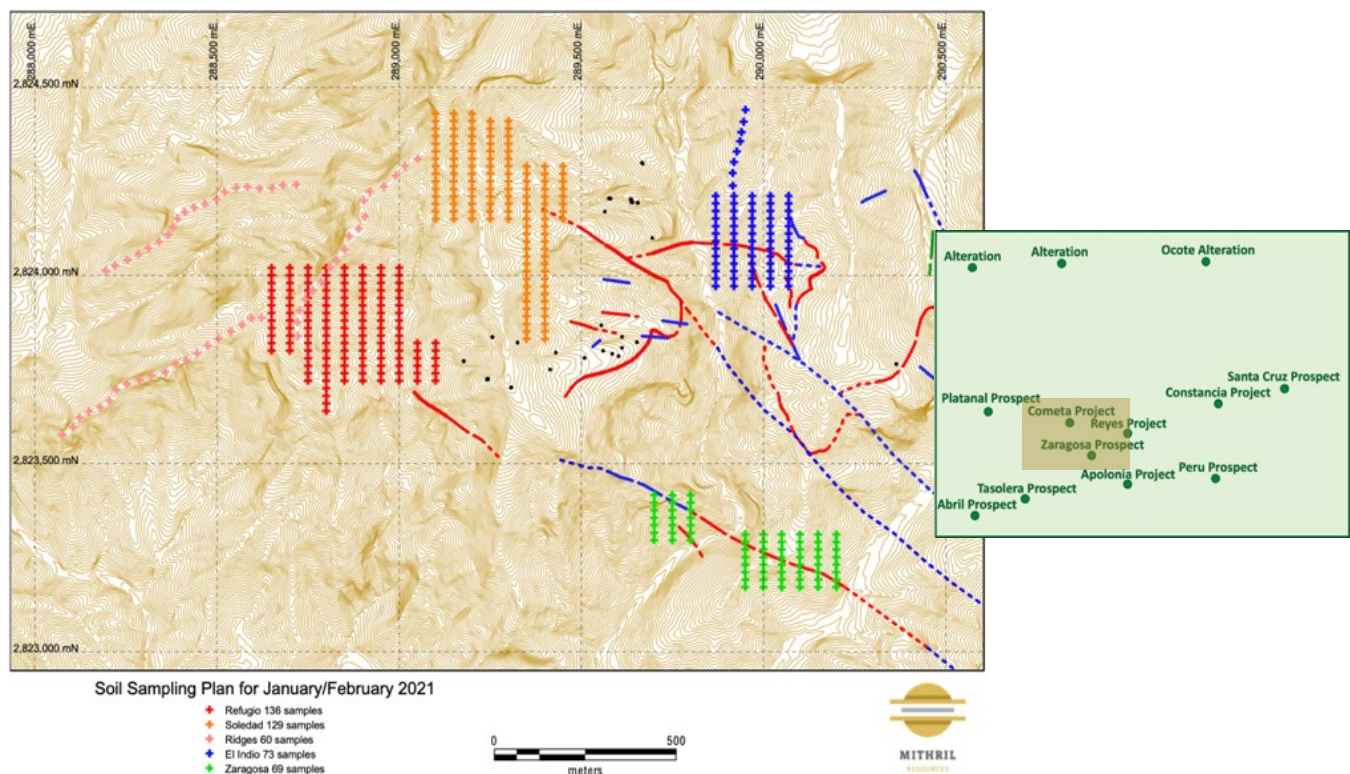 288,000 mE.
288,500 mE.
289,000 mE.
289,500 mE.
290,000 mE.
290,500 mE.
2,824,500 mN
2,824,000 mN
2,823,500 mN
2,823,000 mN
Alteration
Alteration
Ocote Alteration
Santa Cruz Prospect
Constancia Project
Platanal Prospect
Cometa Project
Reyes Project
Zaragosa Prospect
Apolonia Project
Peru Prospect
Tasolera Prospect
Abril Prospect
Soil Sampling Plan for January/February 2021
Refugio 136 samples
Soledad 129 samples
Ridges 60 samples
El Indio 73 samples
Zaragosa 69 samples
0 500
meters
MITHRIL
RESOURCES